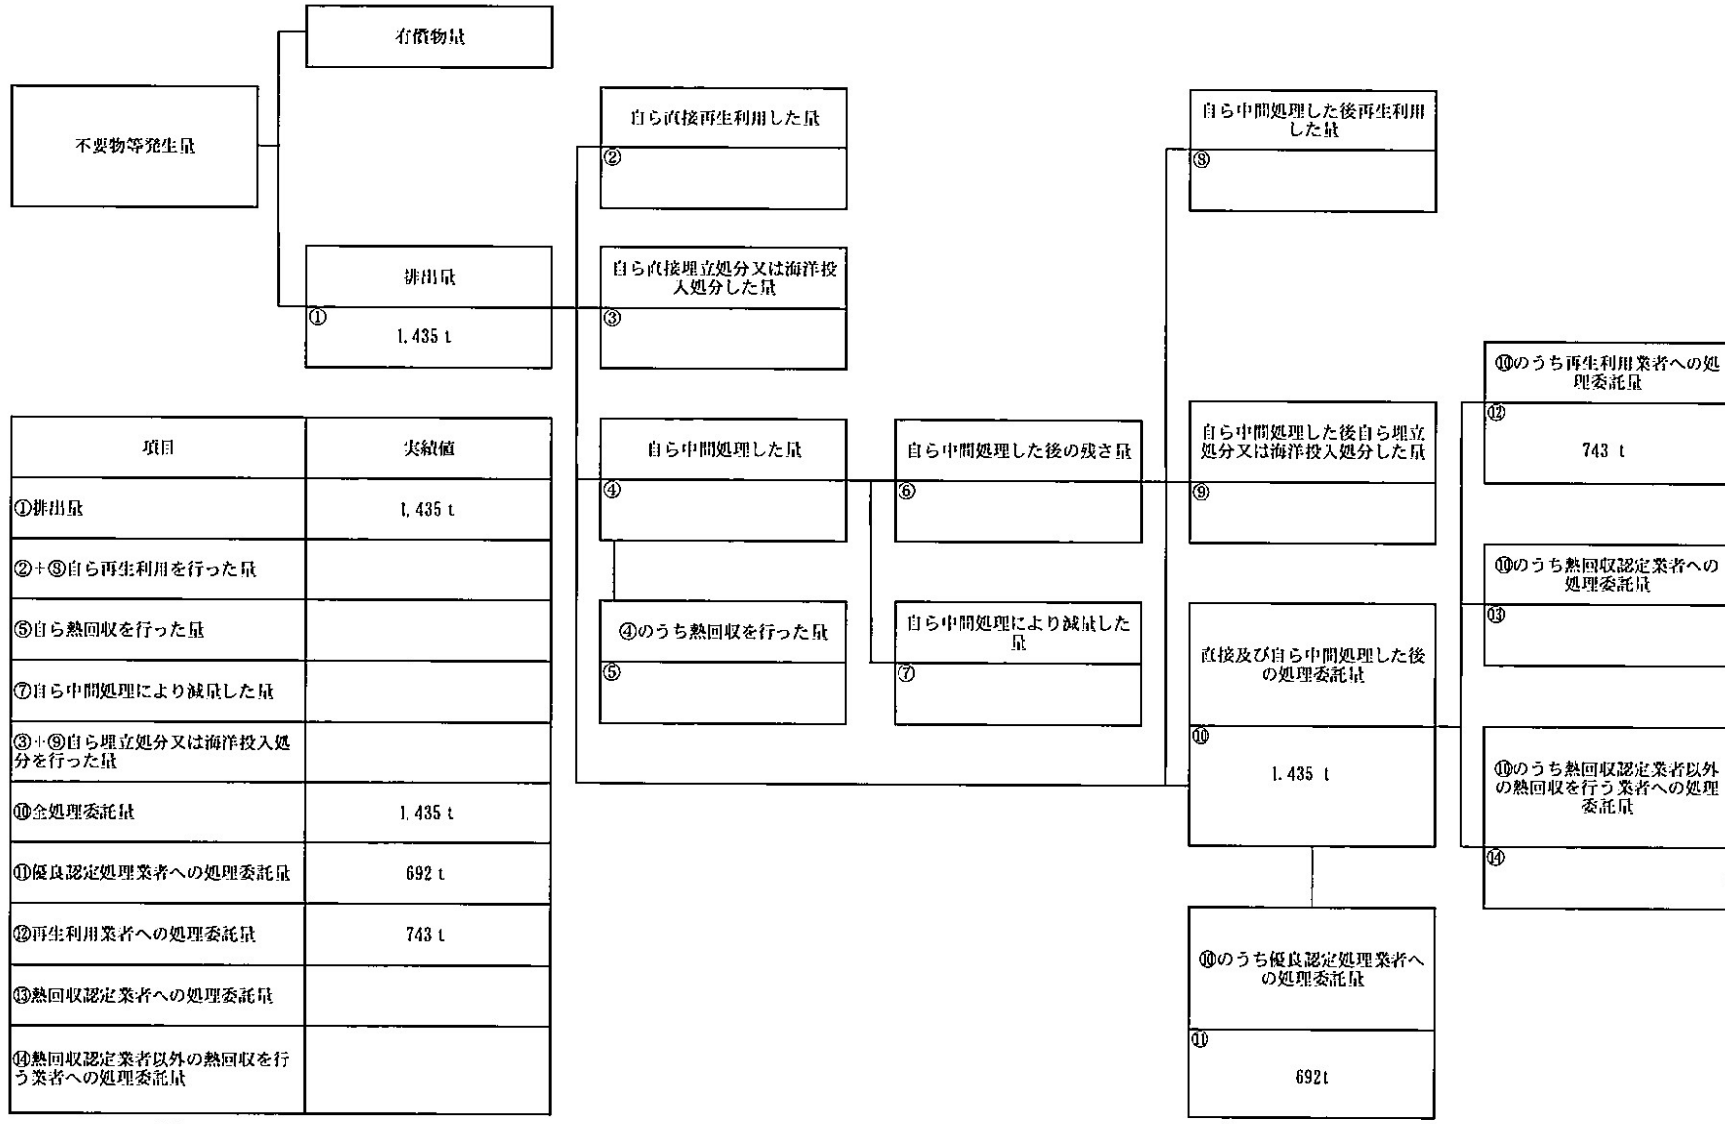 有償物量
不要物等発生量
排出量
①
1,435 t
自ら直接再生利用した量
②
自ら直接埋立処分又は海洋投
入処分した量
③
自ら中間処理した量
④
④のうち熱回収を行った量
⑤
自ら中間処理した後の残さ量
⑥
自ら中間処理により減量した
量
⑦
自ら中間処理した後再生利用
した量
⑧
自ら中間処理した後自ら埋立
処分又は海洋投入処分した量
⑨
直接及び自ら中間処理した後
の処理委託量
⑩
1,435 t
⑩のうち優良認定処理業者へ
の処理委託量
⑪
692t
⑩のうち再生利用業者への処
理委託量
⑫
743 t
⑩のうち熱回収認定業者への
処理委託量
⑬
⑩のうち熱回収認定業者以外
の熱回収を行う業者への処理
委託量
⑭
項目 実績値
①排出量 1,435 t
②+⑧自ら再生利用を行った量
⑤自ら熱回収を行った量
⑦自ら中間処理により減量した量
③+⑨自ら埋立処分又は海洋投入処
分を行った量
⑩全処理委託量 1,435 t
⑪優良認定処理業者への処理委託量 692 t
⑫再生利用業者への処理委託量 743 t
⑬熱回収認定業者への処理委託量
⑭熱回収認定業者以外の熱回収を行
う業者への処理委託量